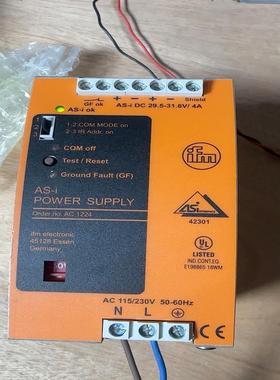 GF ok + − + − Shield
AS-i ok AS-i DC 29.5-31.6V/ 4A
1-2:COM MODE on
2-3:IR Addr. on
ifm
COM off
Test / Reset
Ground Fault (GF)
AS-i
POWER SUPPLY
Order no. AC 1224
42301
ifm electronic
45128 Essen
Germany
UL
LISTED
IND.CONT.EQ
E198865 18WM
AC 115/230V 50-60Hz
N L
CE